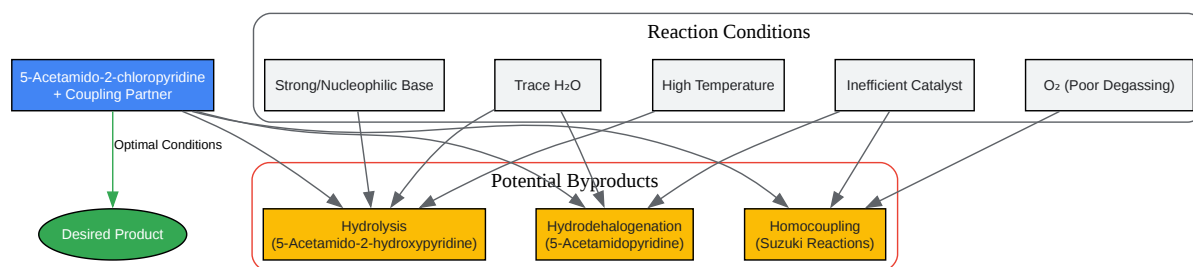 Reaction Conditions
5-Acetamido-2-chloropyridine
+ Coupling Partner
Strong/Nucleophilic Base
Trace H₂O
High Temperature
Inefficient Catalyst
O₂ (Poor Degassing)
Optimal Conditions
Potential Byproducts
Desired Product
Hydrolysis
(5-Acetamido-2-hydroxypyridine)
Hydrodehalogenation
(5-Acetamidopyridine)
Homocoupling
(Suzuki Reactions)